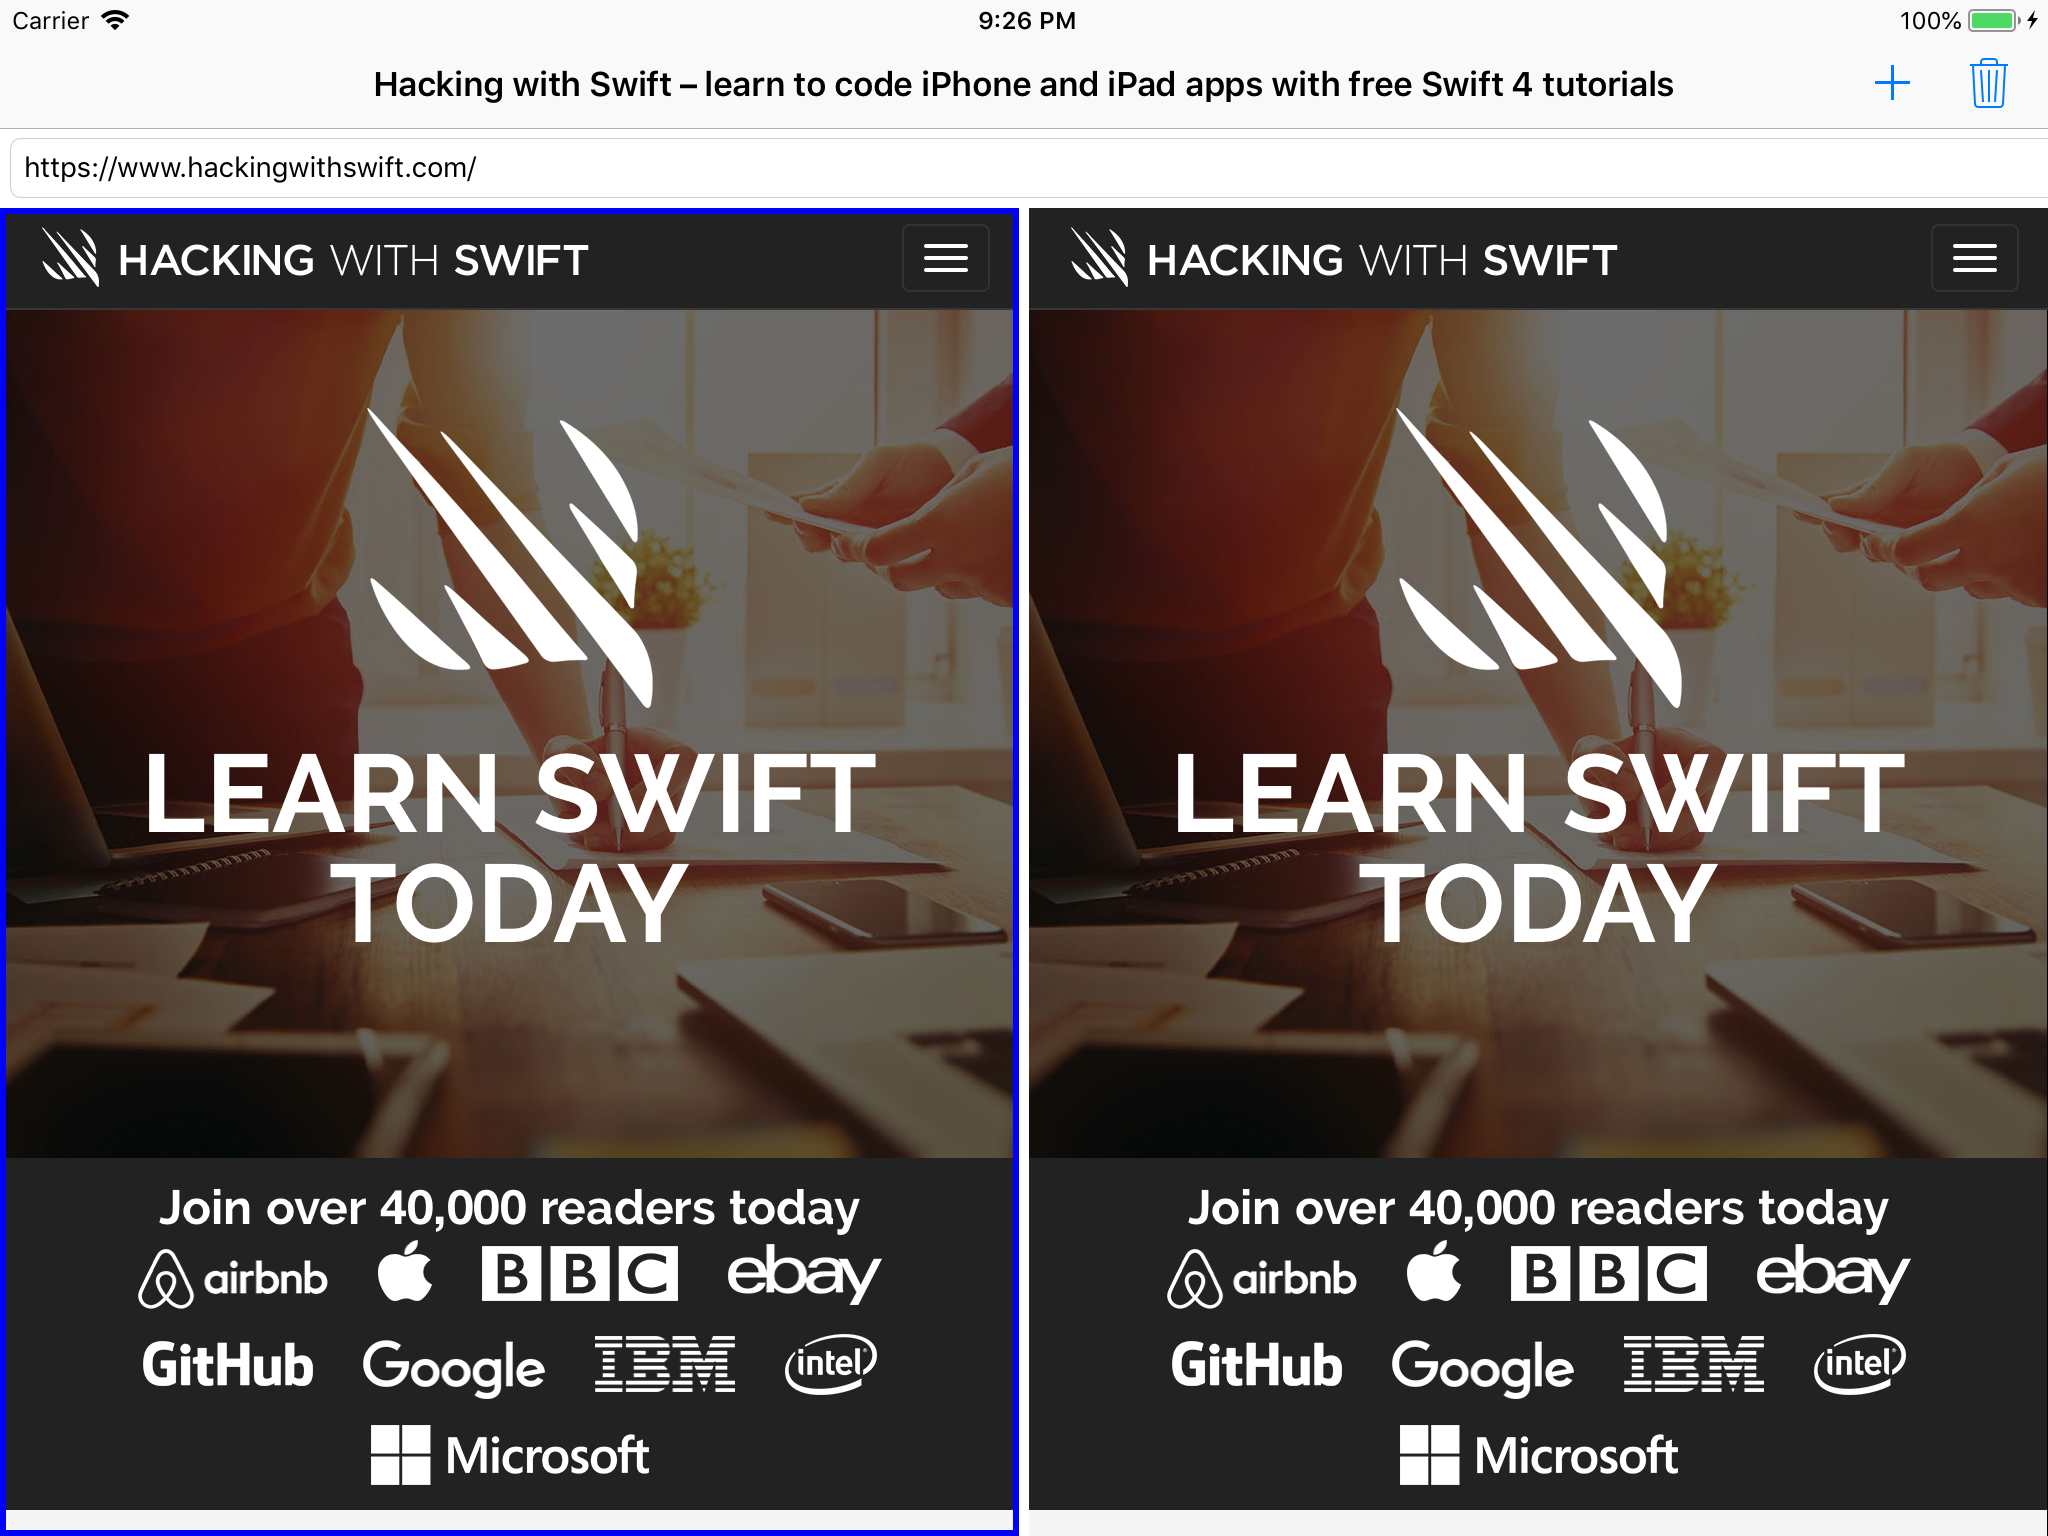 Carrier 9:26 PM 100%
Hacking with Swift – learn to code iPhone and iPad apps with free Swift 4 tutorials
https://www.hackingwithswift.com/
HACKING WITH SWIFT
LEARN SWIFT
TODAY
Join over 40,000 readers today
airbnb BBC ebay
GitHub Google IBM intel
Microsoft
HACKING WITH SWIFT
LEARN SWIFT
TODAY
Join over 40,000 readers today
airbnb BBC ebay
GitHub Google IBM intel
Microsoft